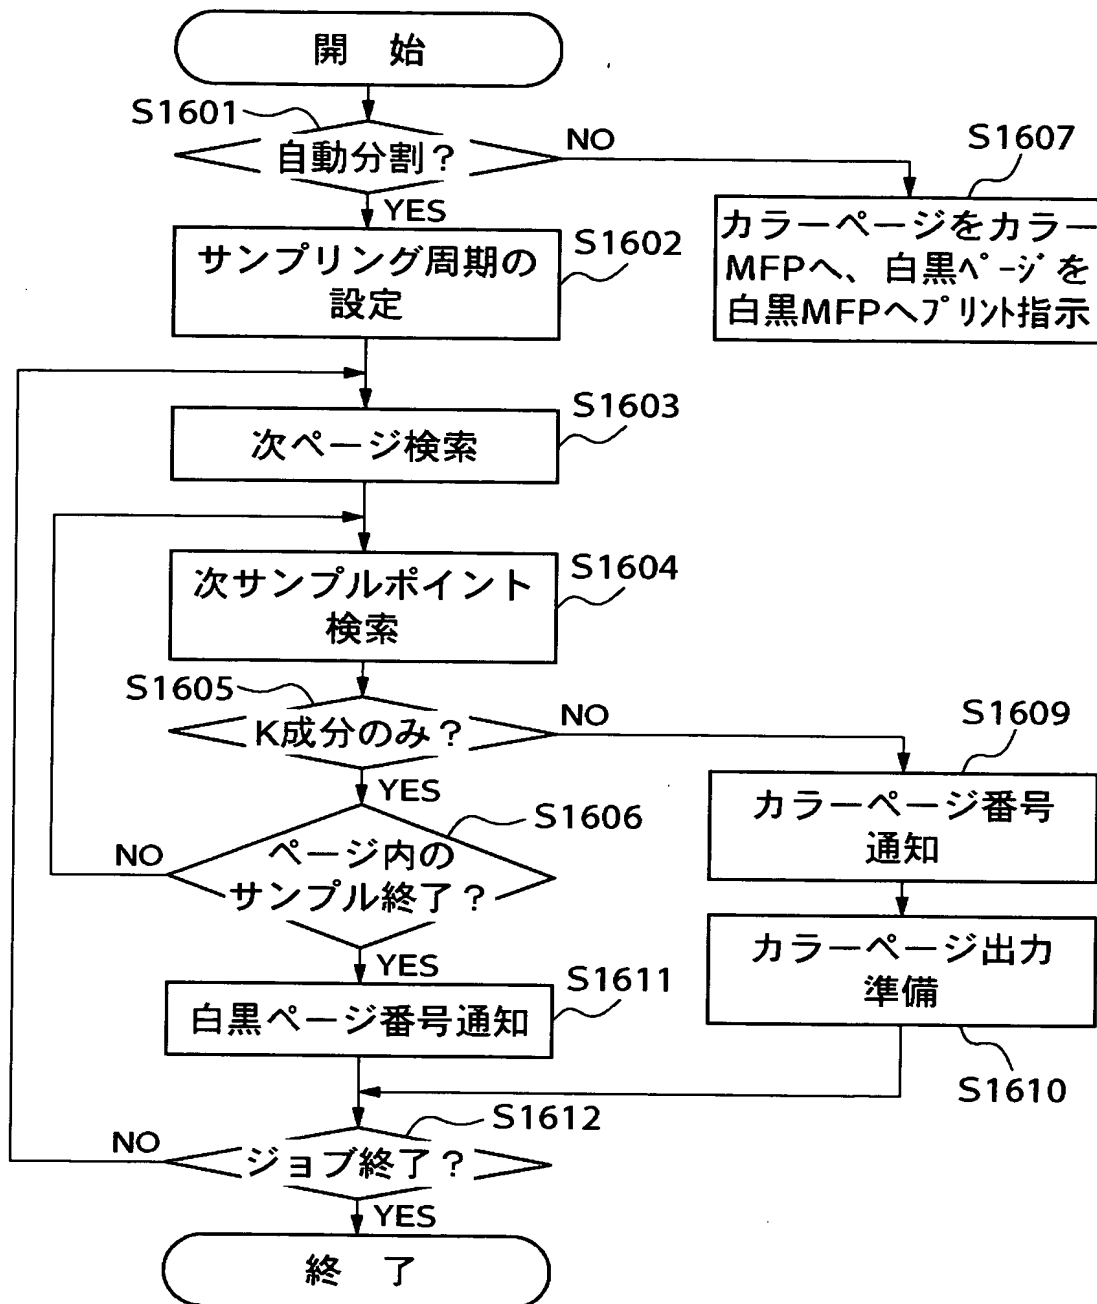 開 始
S1601
自動分割？
NO
YES
S1607
カラーページをカラー
MFPへ、白黒ページを
白黒MFPへプリント指示
S1602
サンプリング周期の
設定
S1603
次ページ検索
S1604
次サンプルポイント
検索
S1605
K成分のみ？
NO
YES
S1609
カラーページ番号
通知
S1606
ページ内の
サンプル終了？
NO
YES
カラーページ出力
準備
S1610
S1611
白黒ページ番号通知
S1612
ジョブ終了？
NO
YES
終 了